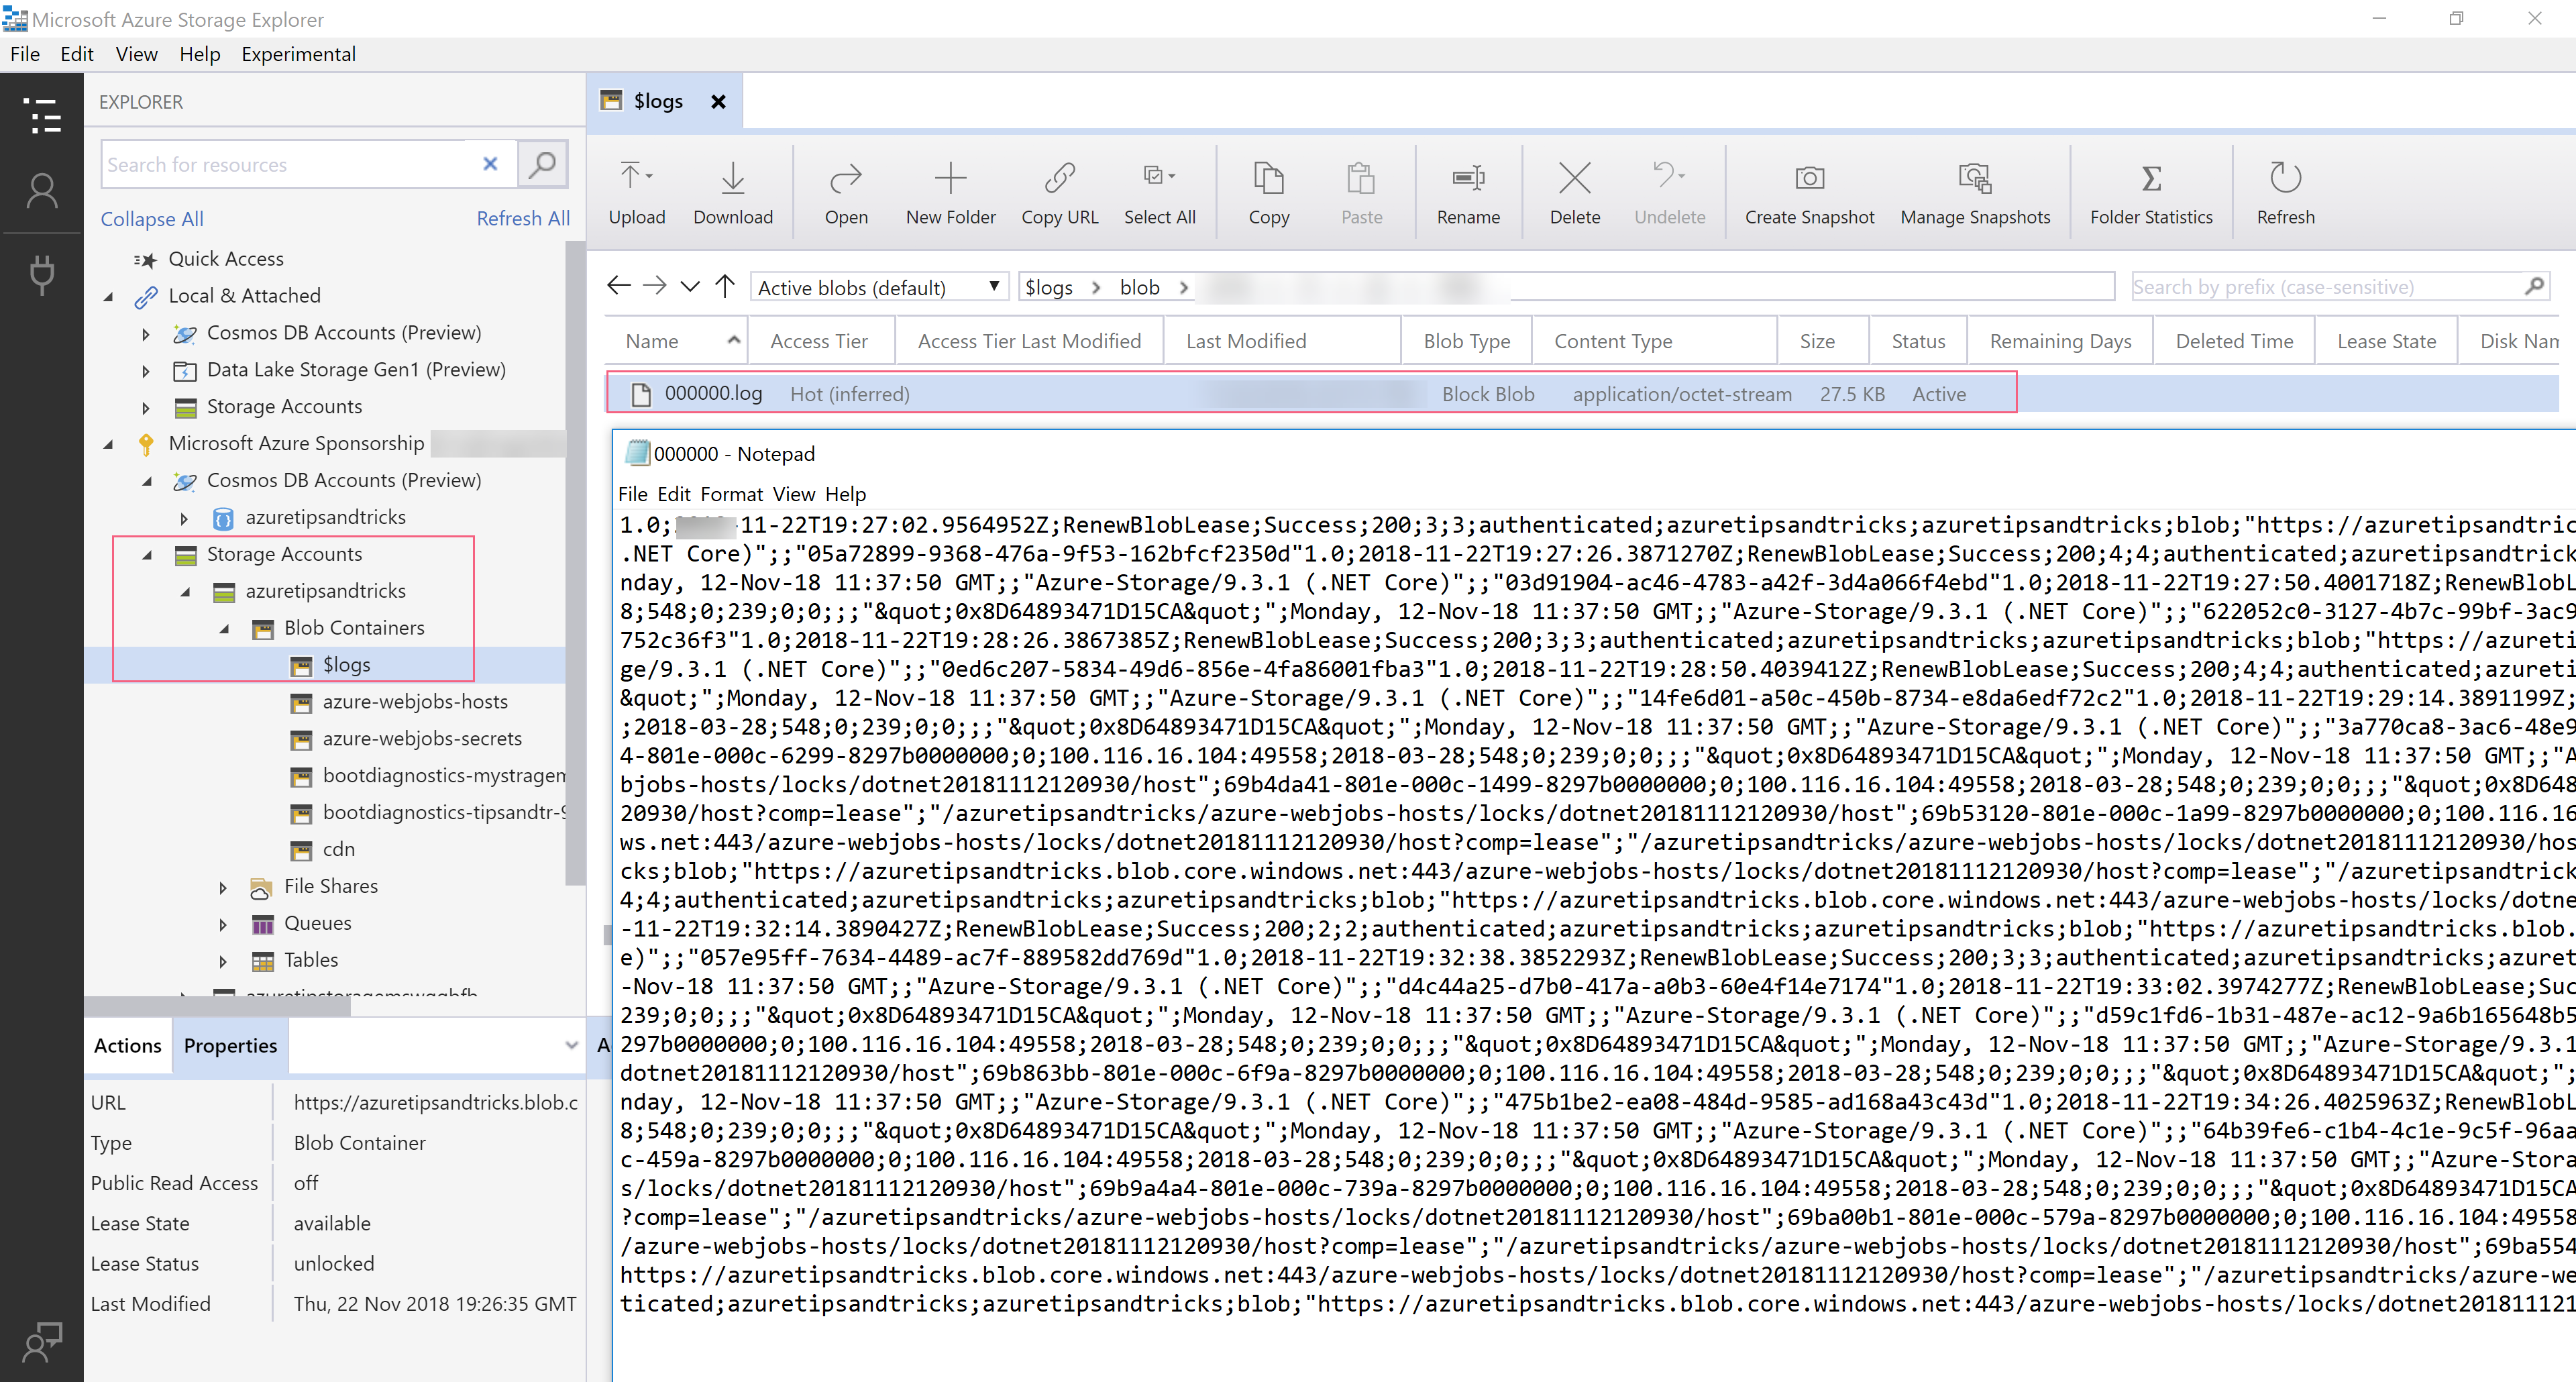 Microsoft Azure Storage Explorer
File Edit View Help Experimental
EXPLORER
Search for resources
Collapse All Refresh All
Quick Access
Local & Attached
Cosmos DB Accounts (Preview)
Data Lake Storage Gen1 (Preview)
Storage Accounts
Microsoft Azure Sponsorship
Cosmos DB Accounts (Preview)
azuretipsandtricks
Storage Accounts
azuretipsandtricks
Blob Containers
$logs
azure-webjobs-hosts
azure-webjobs-secrets
bootdiagnostics-mystragem
bootdiagnostics-tipsandtr-9
cdn
File Shares
Queues
Tables
Actions Properties
URL https://azuretipsandtricks.blob.c
Type Blob Container
Public Read Access off
Lease State available
Lease Status unlocked
Last Modified Thu, 22 Nov 2018 19:26:35 GMT
$logs
Upload Download Open New Folder Copy URL Select All Copy Paste Rename Delete Undelete Create Snapshot Manage Snapshots Folder Statistics Refresh
Active blobs (default) $logs blob Search by prefix (case-sensitive)
Name Access Tier Access Tier Last Modified Last Modified Blob Type Content Type Size Status Remaining Days Deleted Time Lease State Disk Nam
000000.log Hot (inferred) Block Blob application/octet-stream 27.5 KB Active
000000 - Notepad
File Edit Format View Help
1.0; -11-22T19:27:02.9564952Z;RenewBlobLease;Success;200;3;3;authenticated;azuretipsandtricks;azuretipsandtricks;blob;"https://azuretipsandtric
.NET Core)";;"05a72899-9368-476a-9f53-162bfcf2350d"1.0;2018-11-22T19:27:26.3871270Z;RenewBlobLease;Success;200;4;4;authenticated;azuretipsandtrick
nday, 12-Nov-18 11:37:50 GMT;;"Azure-Storage/9.3.1 (.NET Core)";;"03d91904-ac46-4783-a42f-3d4a066f4ebd"1.0;2018-11-22T19:27:50.4001718Z;RenewBlobL
8;548;0;239;0;0;;;"&quot;0x8D64893471D15CA&quot;";Monday, 12-Nov-18 11:37:50 GMT;;"Azure-Storage/9.3.1 (.NET Core)";;"622052c0-3127-4b7c-99bf-3ac9
752c36f3"1.0;2018-11-22T19:28:26.3867385Z;RenewBlobLease;Success;200;3;3;authenticated;azuretipsandtricks;azuretipsandtricks;blob;"https://azureti
ge/9.3.1 (.NET Core)";;"0ed6c207-5834-49d6-856e-4fa86001fba3"1.0;2018-11-22T19:28:50.4039412Z;RenewBlobLease;Success;200;4;4;authenticated;azureti
&quot;";Monday, 12-Nov-18 11:37:50 GMT;;"Azure-Storage/9.3.1 (.NET Core)";;"14fe6d01-a50c-450b-8734-e8da6edf72c2"1.0;2018-11-22T19:29:14.3891199Z;
;2018-03-28;548;0;239;0;0;;;"&quot;0x8D64893471D15CA&quot;";Monday, 12-Nov-18 11:37:50 GMT;;"Azure-Storage/9.3.1 (.NET Core)";;"3a770ca8-3ac6-48e9
4-801e-000c-6299-8297b0000000;0;100.116.16.104:49558;2018-03-28;548;0;239;0;0;;;"&quot;0x8D64893471D15CA&quot;";Monday, 12-Nov-18 11:37:50 GMT;;"A
bjobs-hosts/locks/dotnet20181112120930/host";69b4da41-801e-000c-1499-8297b0000000;0;100.116.16.104:49558;2018-03-28;548;0;239;0;0;;;"&quot;0x8D648
20930/host?comp=lease";"/azuretipsandtricks/azure-webjobs-hosts/locks/dotnet20181112120930/host";69b53120-801e-000c-1a99-8297b0000000;0;100.116.16
ws.net:443/azure-webjobs-hosts/locks/dotnet20181112120930/host?comp=lease";"/azuretipsandtricks/azure-webjobs-hosts/locks/dotnet20181112120930/hos
cks;blob;"https://azuretipsandtricks.blob.core.windows.net:443/azure-webjobs-hosts/locks/dotnet20181112120930/host?comp=lease";"/azuretipsandtrick
4;4;authenticated;azuretipsandtricks;azuretipsandtricks;blob;"https://azuretipsandtricks.blob.core.windows.net:443/azure-webjobs-hosts/locks/dotne
-11-22T19:32:14.3890427Z;RenewBlobLease;Success;200;2;2;authenticated;azuretipsandtricks;azuretipsandtricks;blob;"https://azuretipsandtricks.blob.
e)";;"057e95ff-7634-4489-ac7f-889582dd769d"1.0;2018-11-22T19:32:38.3852293Z;RenewBlobLease;Success;200;3;3;authenticated;azuretipsandtricks;azuret
-Nov-18 11:37:50 GMT;;"Azure-Storage/9.3.1 (.NET Core)";;"d4c44a25-d7b0-417a-a0b3-60e4f14e7174"1.0;2018-11-22T19:33:02.3974277Z;RenewBlobLease;Suc
239;0;0;;;"&quot;0x8D64893471D15CA&quot;";Monday, 12-Nov-18 11:37:50 GMT;;"Azure-Storage/9.3.1 (.NET Core)";;"d59c1fd6-1b31-487e-ac12-9a6b165648b5
297b0000000;0;100.116.16.104:49558;2018-03-28;548;0;239;0;0;;;"&quot;0x8D64893471D15CA&quot;";Monday, 12-Nov-18 11:37:50 GMT;;"Azure-Storage/9.3.1
dotnet20181112120930/host";69b863bb-801e-000c-6f9a-8297b0000000;0;100.116.16.104:49558;2018-03-28;548;0;239;0;0;;;"&quot;0x8D64893471D15CA&quot;";
nday, 12-Nov-18 11:37:50 GMT;;"Azure-Storage/9.3.1 (.NET Core)";;"475b1be2-ea08-484d-9585-ad168a43c43d"1.0;2018-11-22T19:34:26.4025963Z;RenewBlobL
8;548;0;239;0;0;;;"&quot;0x8D64893471D15CA&quot;";Monday, 12-Nov-18 11:37:50 GMT;;"Azure-Storage/9.3.1 (.NET Core)";;"64b39fe6-c1b4-4c1e-9c5f-96aa
c-459a-8297b0000000;0;100.116.16.104:49558;2018-03-28;548;0;239;0;0;;;"&quot;0x8D64893471D15CA&quot;";Monday, 12-Nov-18 11:37:50 GMT;;"Azure-Stora
s/locks/dotnet20181112120930/host";69b9a4a4-801e-000c-739a-8297b0000000;0;100.116.16.104:49558;2018-03-28;548;0;239;0;0;;;"&quot;0x8D64893471D15CA
?comp=lease";"/azuretipsandtricks/azure-webjobs-hosts/locks/dotnet20181112120930/host";69ba00b1-801e-000c-579a-8297b0000000;0;100.116.16.104:49558
/azure-webjobs-hosts/locks/dotnet20181112120930/host?comp=lease";"/azuretipsandtricks/azure-webjobs-hosts/locks/dotnet20181112120930/host";69ba554
https://azuretipsandtricks.blob.core.windows.net:443/azure-webjobs-hosts/locks/dotnet20181112120930/host?comp=lease";"/azuretipsandtricks/azure-we
ticated;azuretipsandtricks;azuretipsandtricks;blob;"https://azuretipsandtricks.blob.core.windows.net:443/azure-webjobs-hosts/locks/dotnet201811121